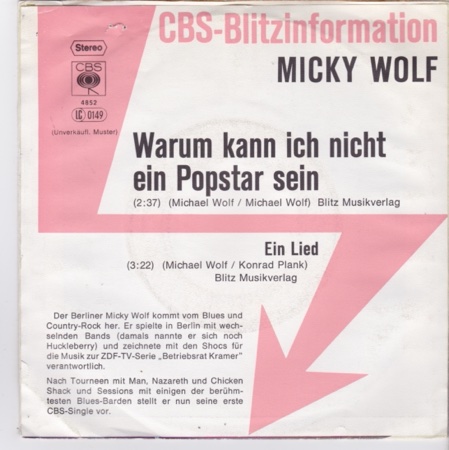 CBS-Blitzinformation
Stereo
CBS
4852
LC 0149
(Unverkäufl. Muster)
MICKY WOLF
Warum kann ich nicht
ein Popstar sein
(2:37) (Michael Wolf / Michael Wolf) Blitz Musikverlag
Ein Lied
(3:22) (Michael Wolf / Konrad Plank)
Blitz Musikverlag
Der Berliner Micky Wolf kommt vom Blues und
Country-Rock her. Er spielte in Berlin mit wech-
selnden Bands (damals nannte er sich noch
Huckleberry) und zeichnete mit den Shocs für
die Musik zur ZDF-TV-Serie „Betriebsrat Kramer"
verantwortlich.
Nach Tourneen mit Man, Nazareth und Chicken
Shack und Sessions mit einigen der berühm-
testen Blues-Barden stellt er nun seine erste
CBS-Single vor.